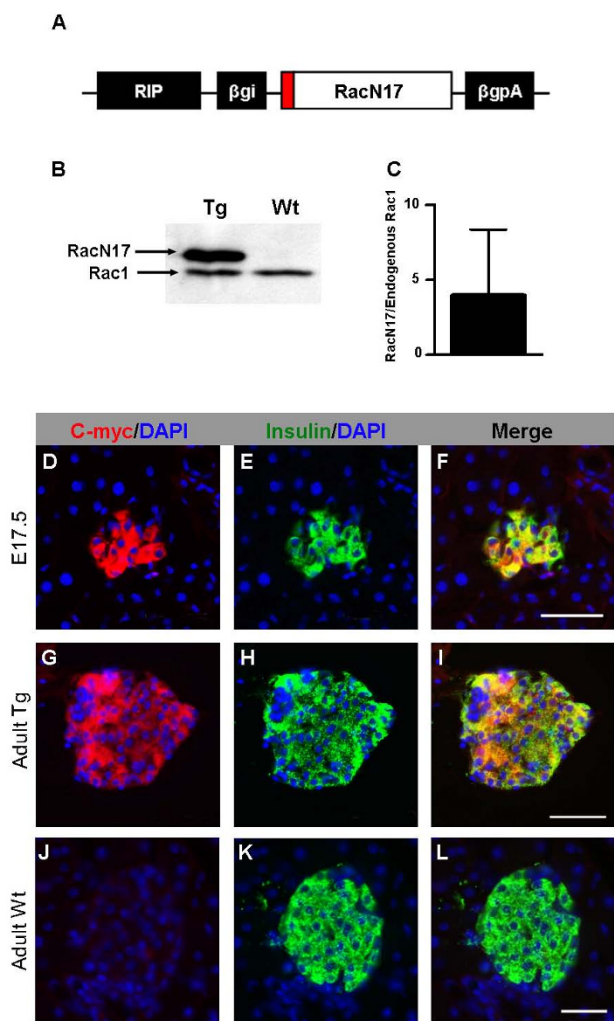 A
RIP βgi RacN17 βgpA
B
Tg Wt
RacN17
Rac1
C
RacN17/Endogenous Rac1
10
5
0
C-myc/DAPI Insulin/DAPI Merge
E17.5
D E F
Adult Tg
G H I
Adult Wt
J K L